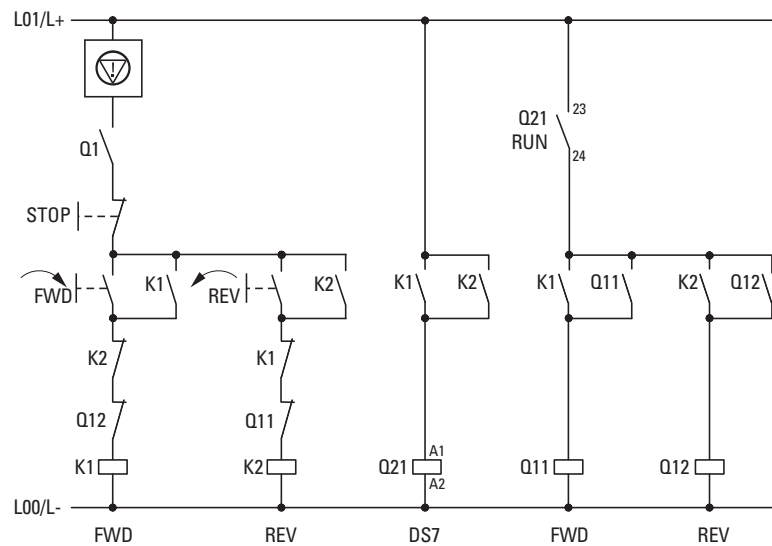 L01/L+
Q1
STOP
FWD
K1
REV
K2
K2
K1
Q12
Q11
K1
K2
K1
K2
Q21
A1
A2
Q21
RUN
23
24
K1
Q11
K2
Q12
Q11
Q12
L00/L-
FWD
REV
DS7
FWD
REV